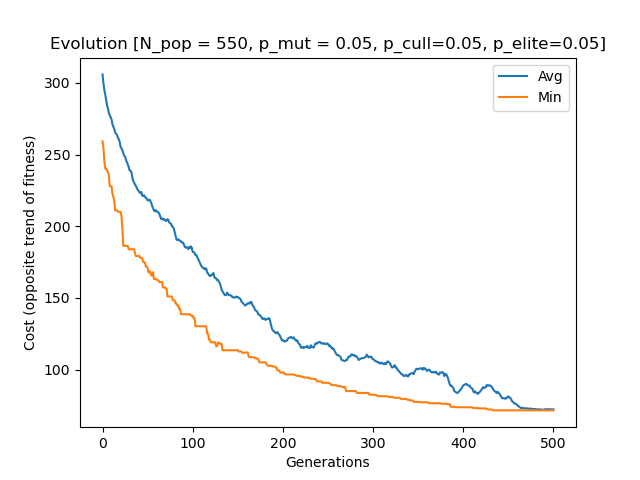 Evolution [N_pop = 550, p_mut = 0.05, p_cull=0.05, p_elite=0.05]
Avg
Min
Cost (opposite trend of fitness)
300
250
200
150
100
0 100 200 300 400 500
Generations